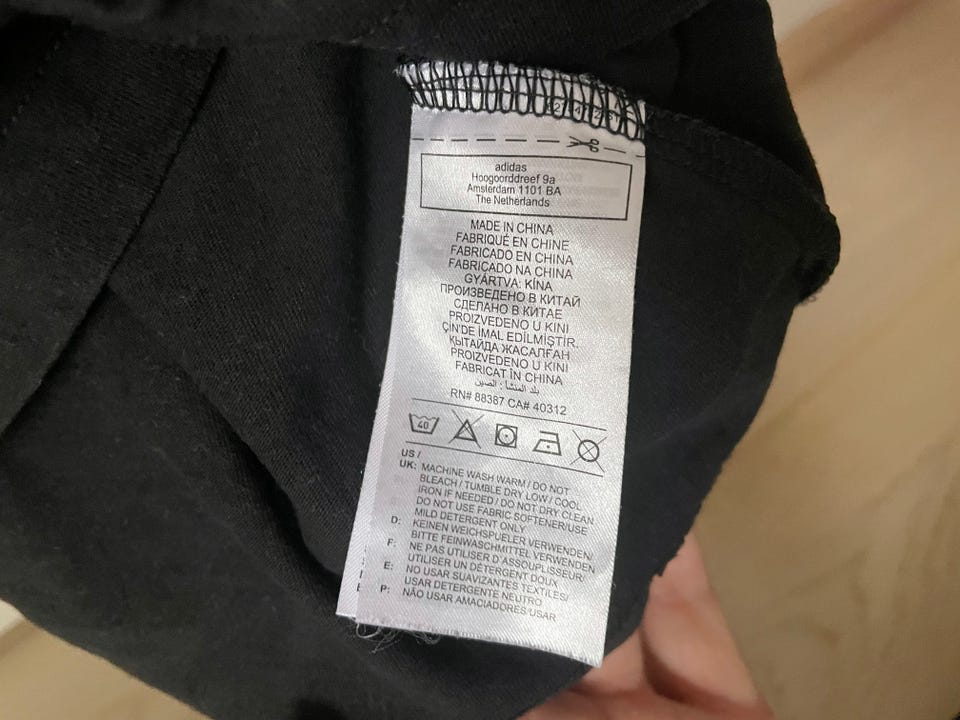 adidas
Hoogoorddreef 9a
Amsterdam 1101 BA
The Netherlands
MADE IN CHINA
FABRIQUÉ EN CHINE
FABRICADO EN CHINA
FABRICADO NA CHINA
GYÁRTVA: KÍNA
ПРОИЗВЕДЕНО В КИТАЙ
СДЕЛАНО В КИТАЕ
PROIZVEDENO U KINI
ÇIN'DE İMAL EDİLMİŞTİR.
ҚЫТАЙДА ЖАСАЛҒАН
PROIZVEDENO U KINI
FABRICAT ÎN CHINA
بلد المنشأ : الصين
RN# 88387 CA# 40312
40
US /
UK: MACHINE WASH WARM / DO NOT
BLEACH / TUMBLE DRY LOW / COOL
IRON IF NEEDED / DO NOT DRY CLEAN
DO NOT USE FABRIC SOFTENER/USE
MILD DETERGENT ONLY
D: KEINEN WEICHSPUELER VERWENDEN/
BITTE FEINWASCHMITTEL VERWENDEN
F: NE PAS UTILISER D'ASSOUPLISSEUR/
UTILISER UN DÉTERGENT DOUX
E: NO USAR SUAVIZANTES TEXTILES/
USAR DETERGENTE NEUTRO
P: NÃO USAR AMACIADORES/USAR